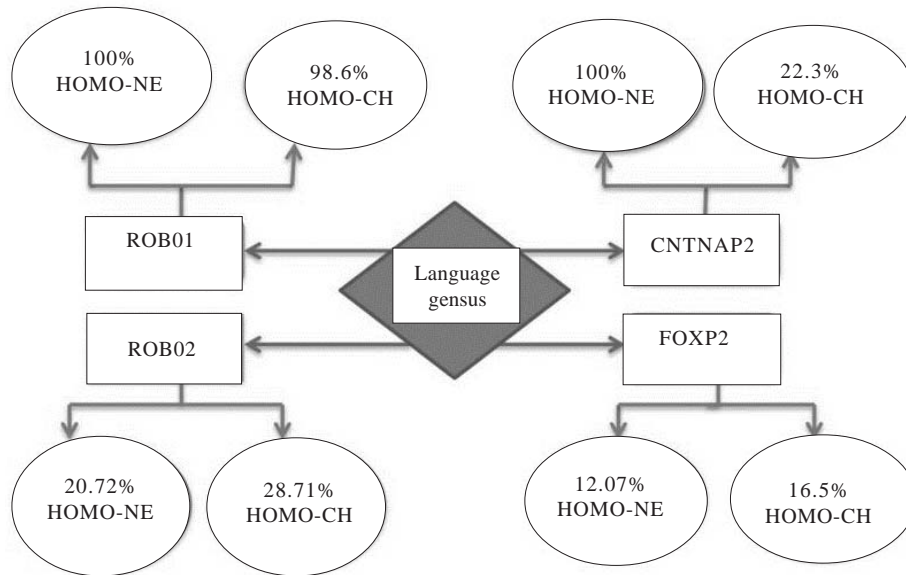 100%
HOMO-NE
98.6%
HOMO-CH
100%
HOMO-NE
22.3%
HOMO-CH
ROB01
CNTNAP2
Language
gensus
ROB02
FOXP2
20.72%
HOMO-NE
28.71%
HOMO-CH
12.07%
HOMO-NE
16.5%
HOMO-CH